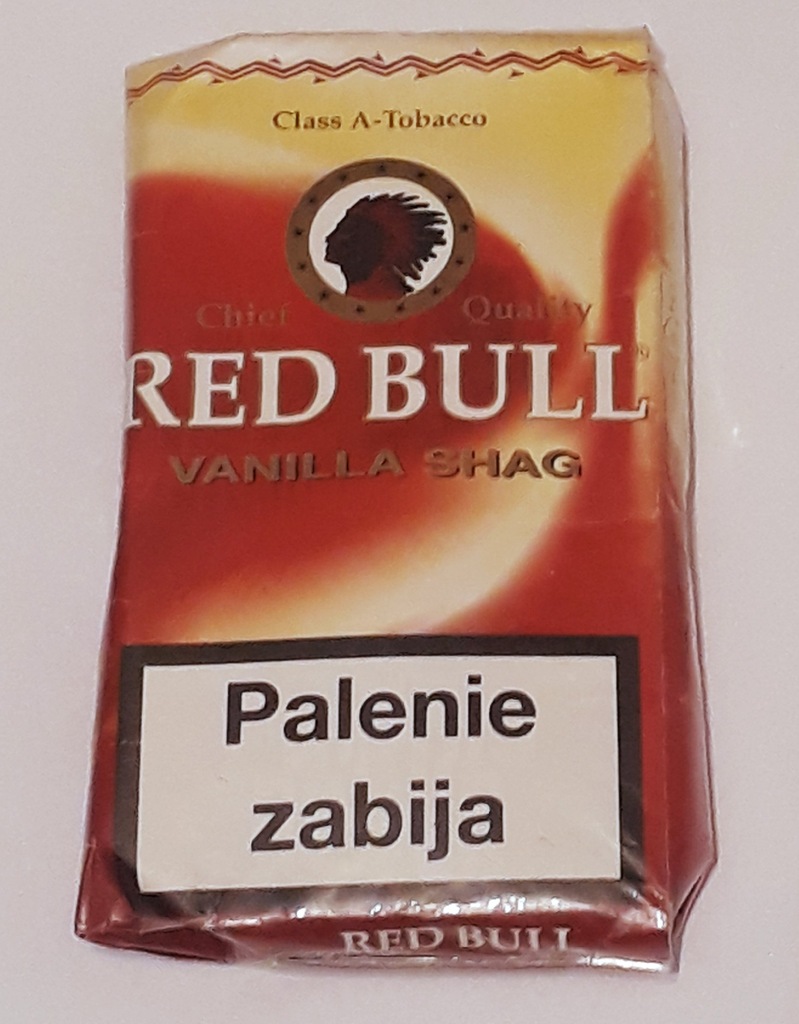 Class A-Tobacco
Chief Quality
RED BULL®
VANILLA SHAG
Palenie
zabija
RED BULL